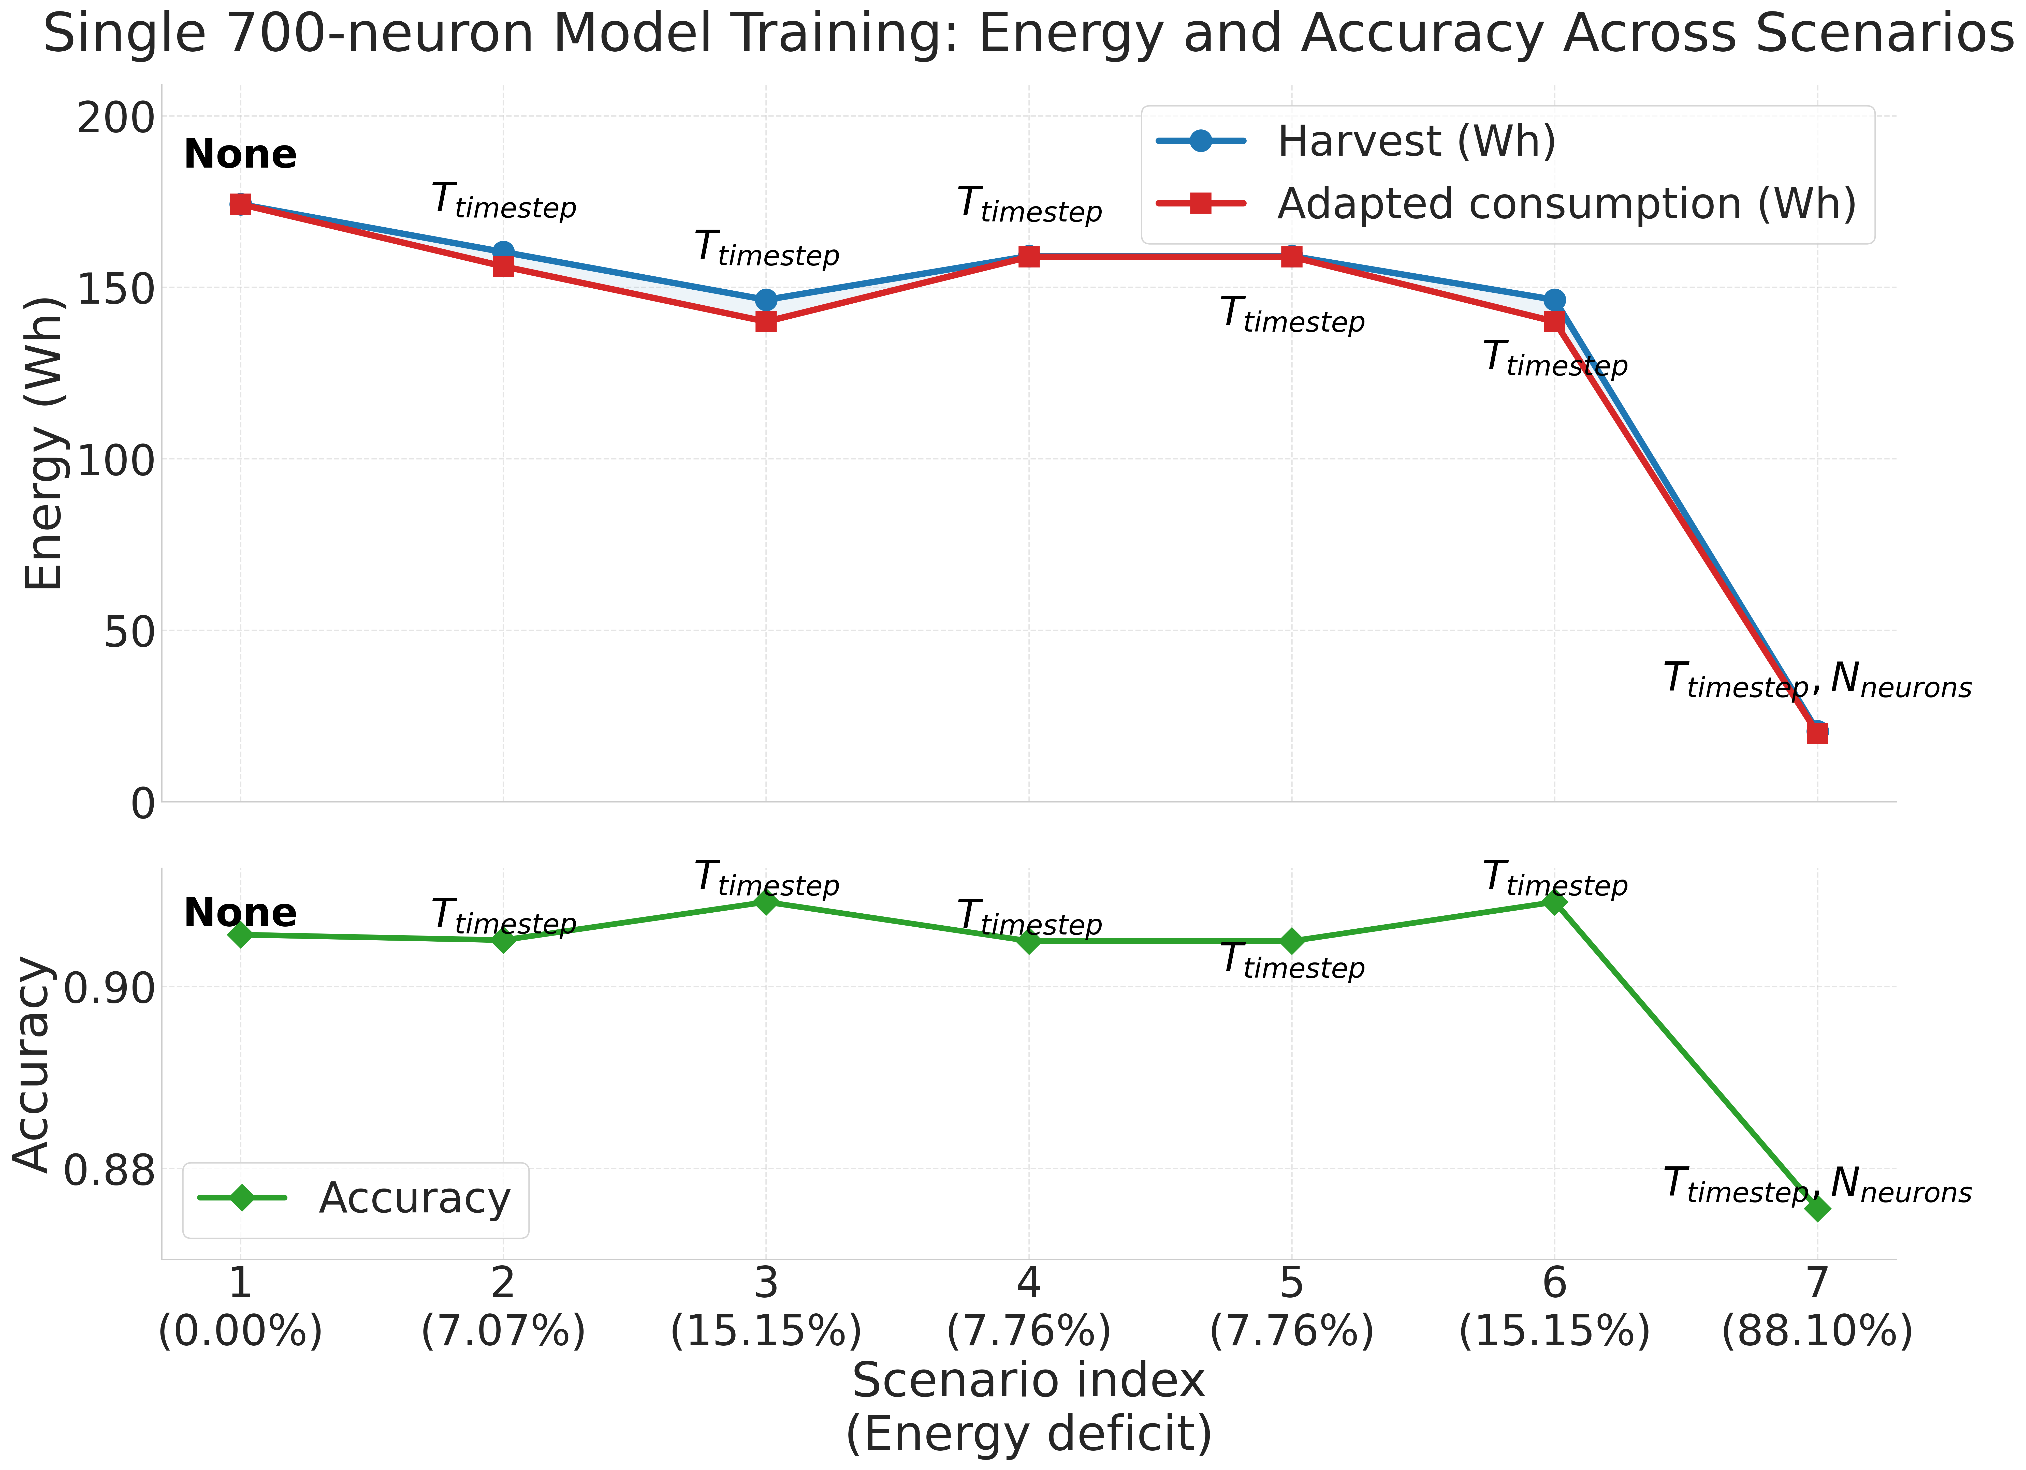 Single 700-neuron Model Training: Energy and Accuracy Across Scenarios
Energy (Wh)
200
150
100
50
0
Harvest (Wh)
Adapted consumption (Wh)
None
T_timestep
T_timestep
T_timestep
T_timestep
T_timestep
T_timestep, N_neurons
Accuracy
0.90
0.88
None
T_timestep
T_timestep
T_timestep
T_timestep
T_timestep
T_timestep, N_neurons
Accuracy
1 2 3 4 5 6 7
(0.00%) (7.07%) (15.15%) (7.76%) (7.76%) (15.15%) (88.10%)
Scenario index
(Energy deficit)